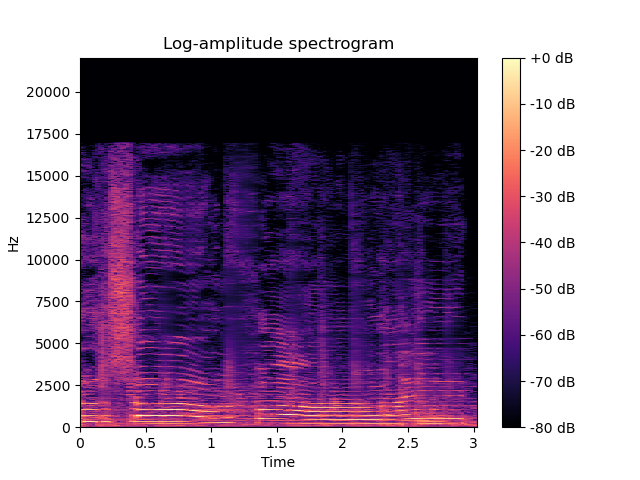 Log-amplitude spectrogram
Hz
20000
17500
15000
12500
10000
7500
5000
2500
0
0 0.5 1 1.5 2 2.5 3
Time
+0 dB
-10 dB
-20 dB
-30 dB
-40 dB
-50 dB
-60 dB
-70 dB
-80 dB